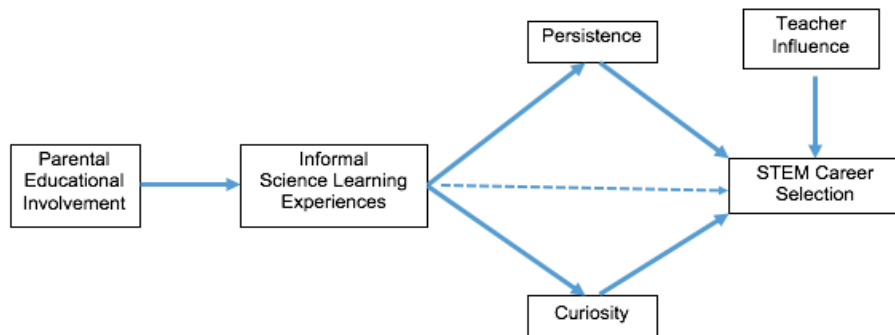 Persistence
Teacher
Influence
Parental
Educational
Involvement
Informal
Science Learning
Experiences
STEM Career
Selection
Curiosity